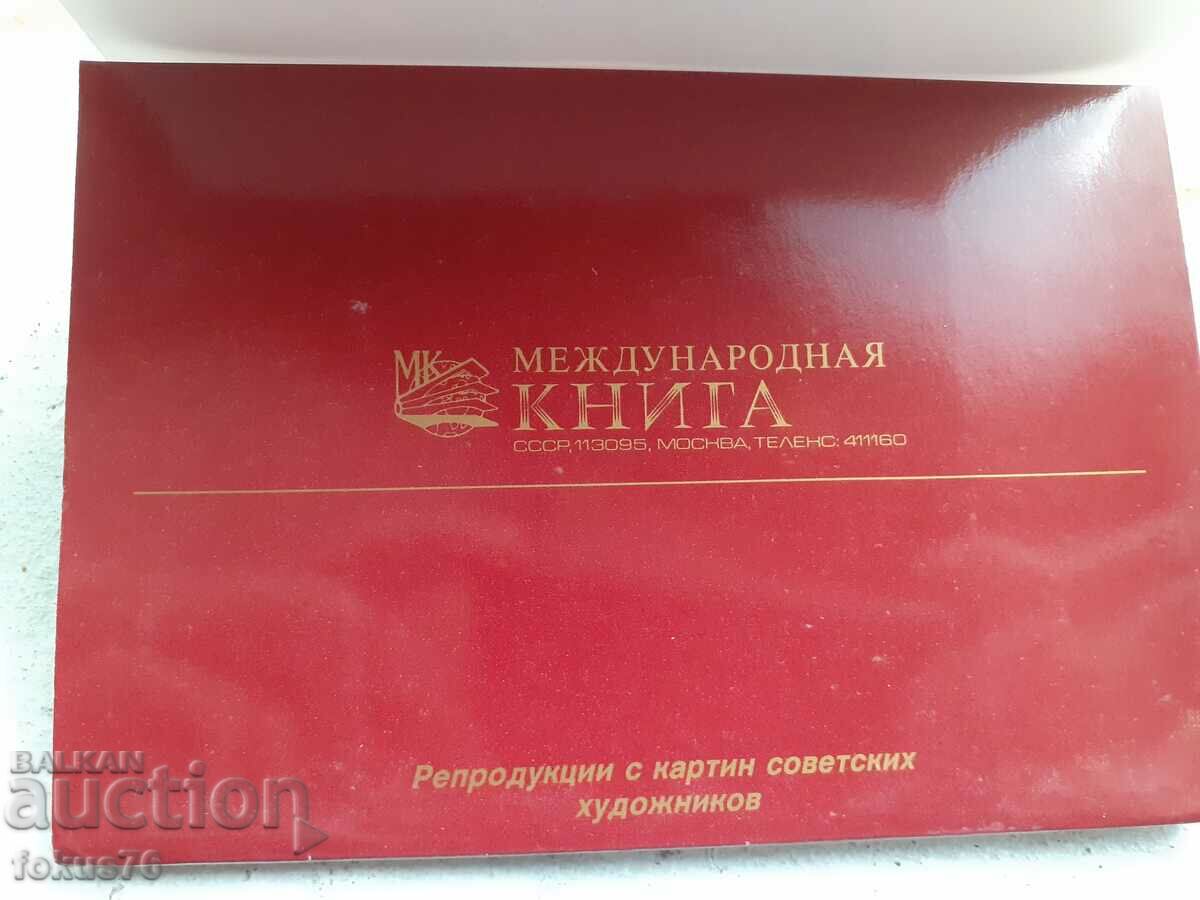 МК
МЕЖДУНАРОДНАЯ
КНИГА
СССР, 113095, МОСКВА, ТЕЛЕКС: 411160
Репродукции с картин советских
художников
BALKAN
auction
fokus76